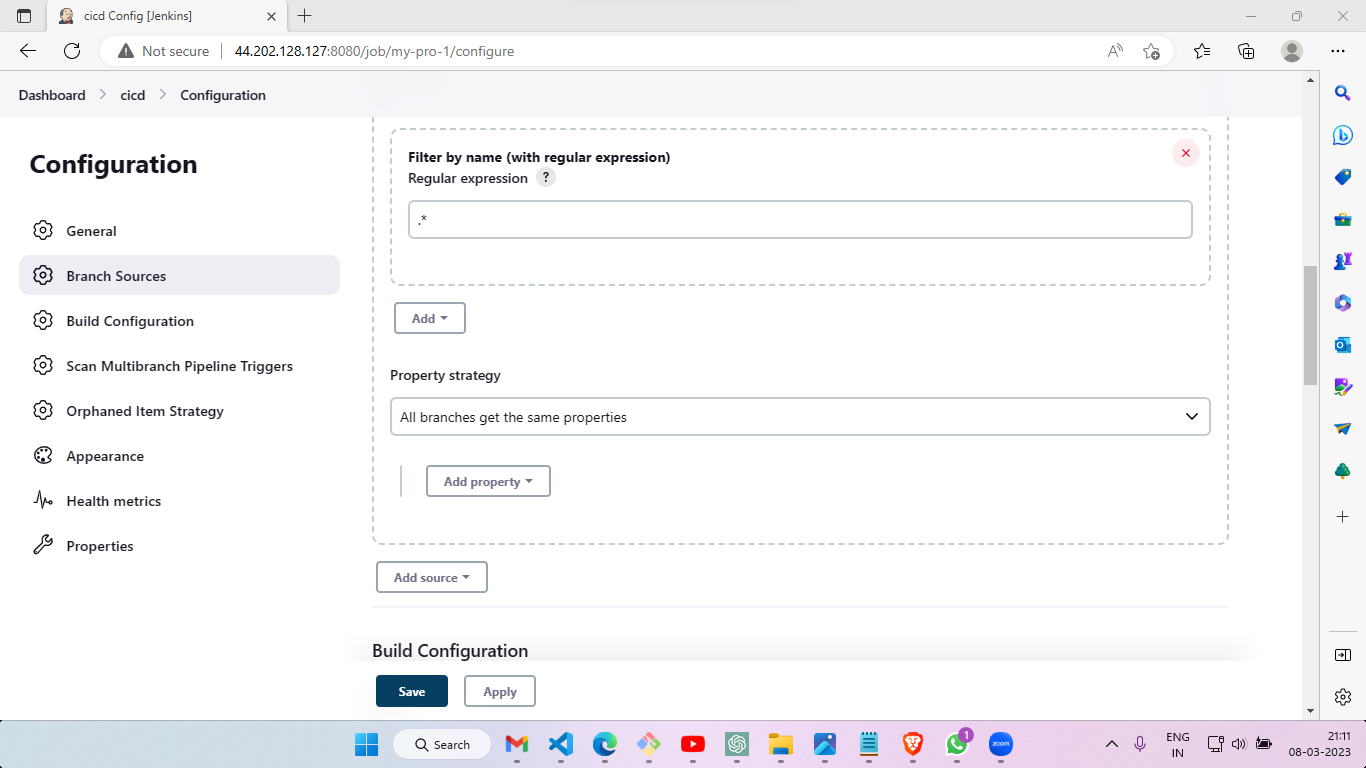 cicd Config [Jenkins]
Not secure
44.202.128.127:8080/job/my-pro-1/configure
Dashboard
cicd
Configuration
Configuration
General
Branch Sources
Build Configuration
Scan Multibranch Pipeline Triggers
Orphaned Item Strategy
Appearance
Health metrics
Properties
Filter by name (with regular expression)
Regular expression ?
.*
Add
Property strategy
All branches get the same properties
Add property
Add source
Build Configuration
Save
Apply
Search
1
zoom
ENG
IN
21:11
08-03-2023